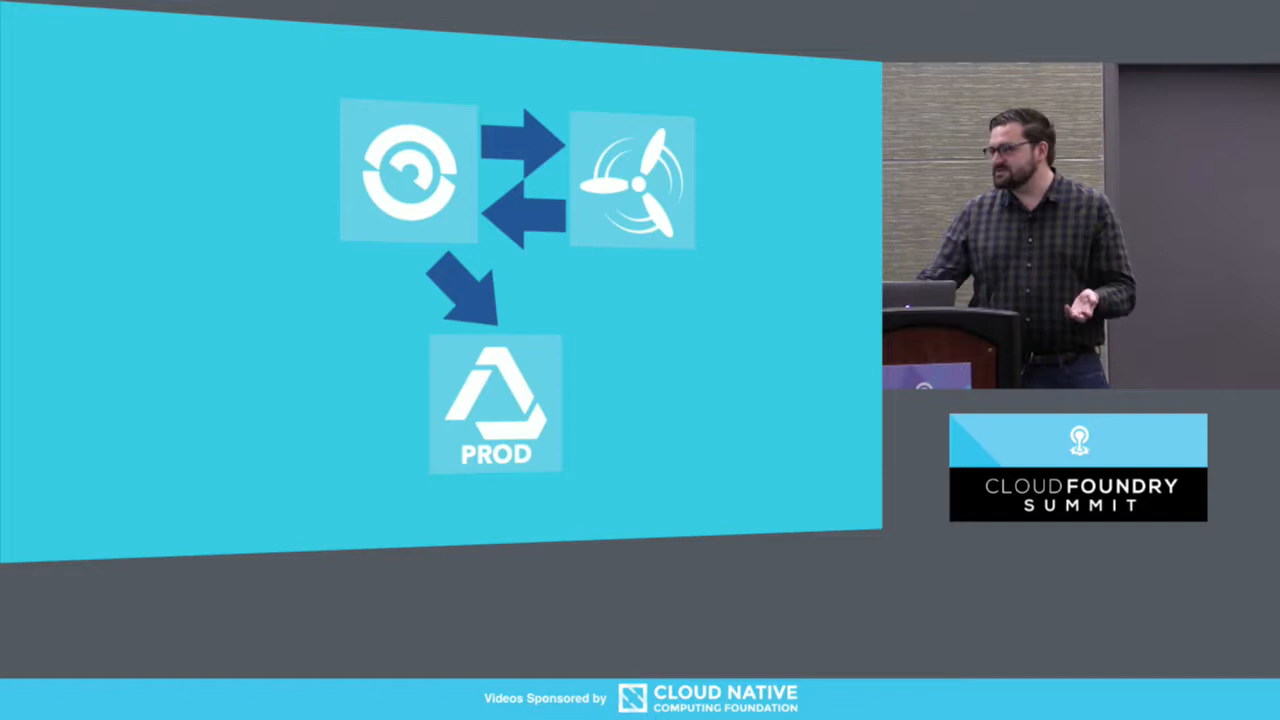 PROD
CLOUDFOUNDRY
SUMMIT
Videos Sponsored by
CLOUD NATIVE
COMPUTING FOUNDATION